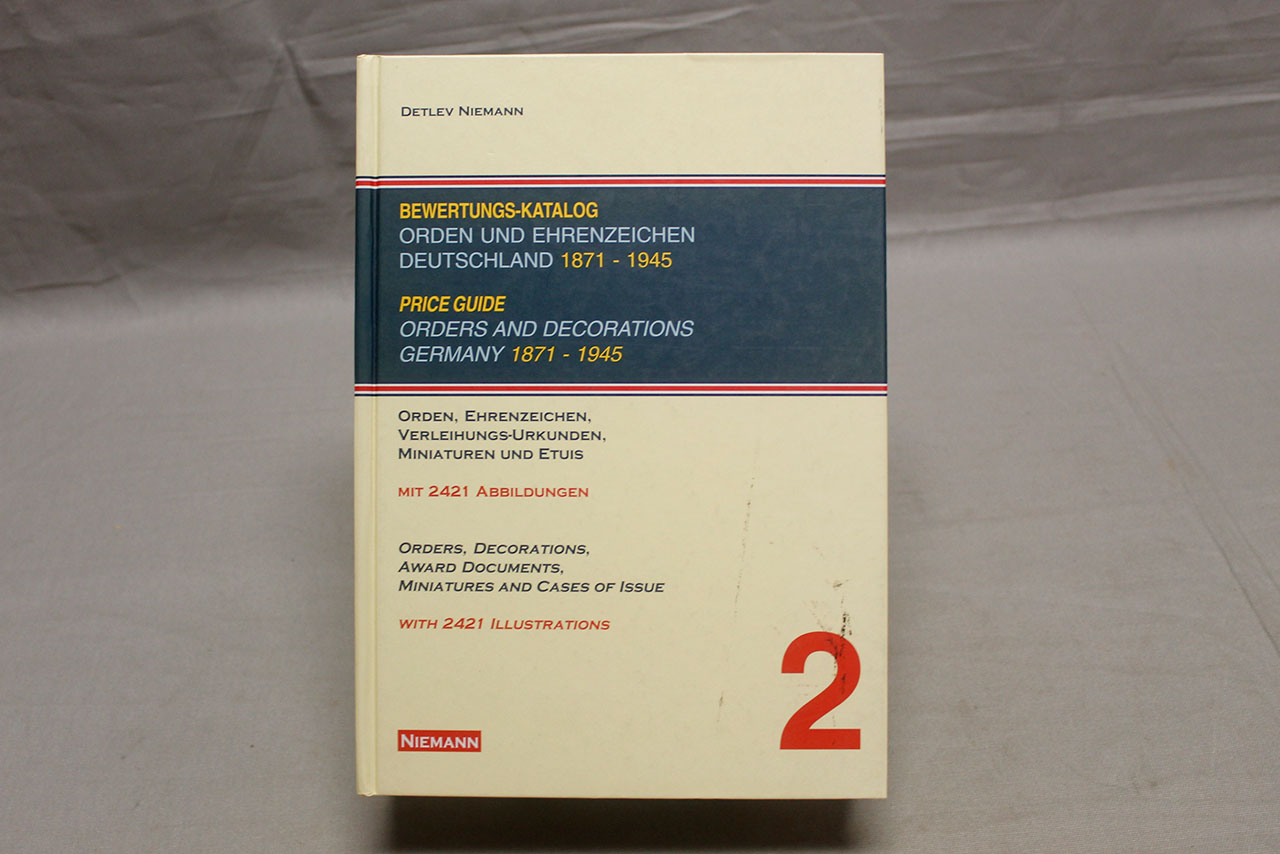 Detlev Niemann
BEWERTUNGS-KATALOG
ORDEN UND EHRENZEICHEN
DEUTSCHLAND 1871 - 1945
PRICE GUIDE
ORDERS AND DECORATIONS
GERMANY 1871 - 1945
Orden, Ehrenzeichen,
Verleihungs-Urkunden,
Miniaturen und Etuis
mit 2421 Abbildungen
Orders, Decorations,
Award Documents,
Miniatures and Cases of Issue
with 2421 Illustrations
2
Niemann